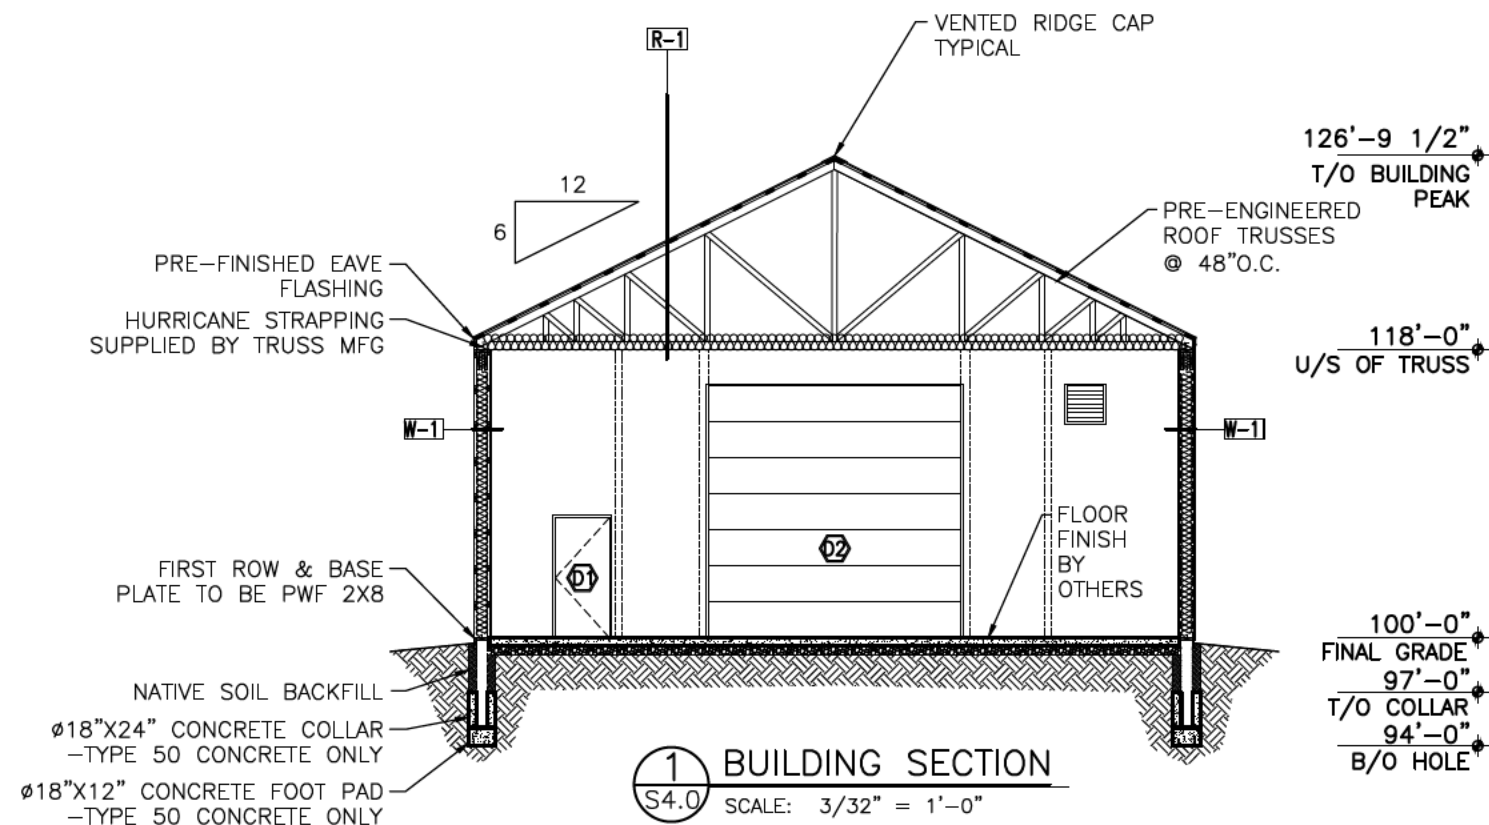 VENTED RIDGE CAP
TYPICAL
R-1
126'-9 1/2"
T/O BUILDING
PEAK
12
6
PRE-ENGINEERED
ROOF TRUSSES
@ 48"O.C.
PRE-FINISHED EAVE
FLASHING
HURRICANE STRAPPING
SUPPLIED BY TRUSS MFG
118'-0"
U/S OF TRUSS
W-1
W-1
FLOOR
FINISH
BY
OTHERS
D2
D1
FIRST ROW & BASE
PLATE TO BE PWF 2X8
100'-0"
FINAL GRADE
97'-0"
T/O COLLAR
94'-0"
B/O HOLE
NATIVE SOIL BACKFILL
ø18"X24" CONCRETE COLLAR
-TYPE 50 CONCRETE ONLY
ø18"X12" CONCRETE FOOT PAD
-TYPE 50 CONCRETE ONLY
1
S4.0
BUILDING SECTION
SCALE: 3/32" = 1'-0"